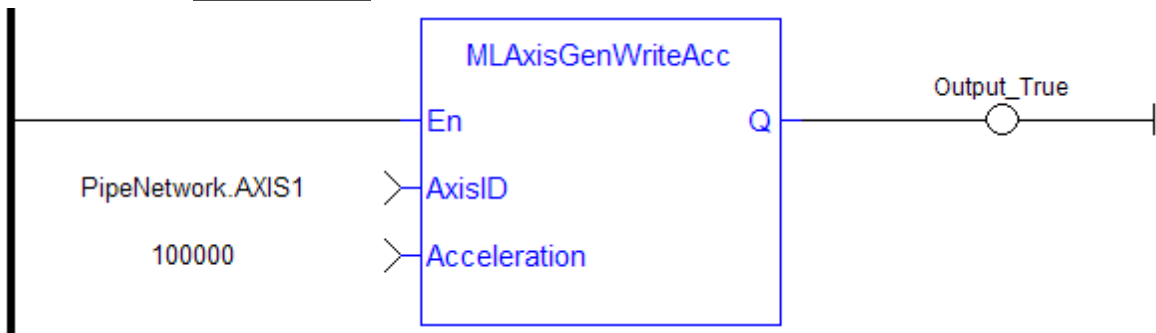 MLAxisGenWriteAcc
Output_True
En
Q
PipeNetwork.AXIS1
AxisID
100000
Acceleration